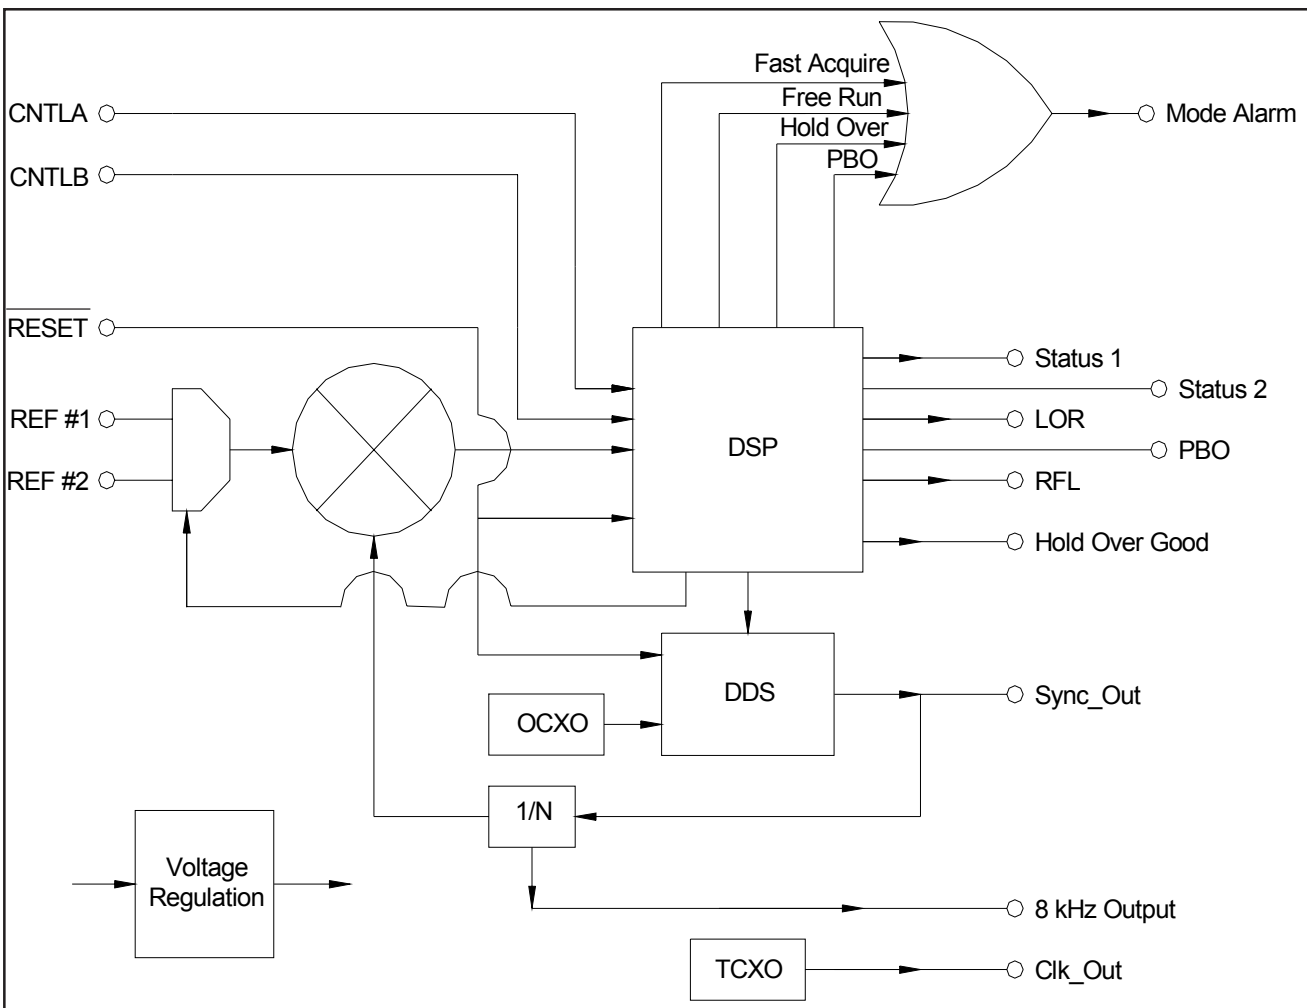 Fast Acquire
Free Run
Hold Over
PBO
Mode Alarm
CNTLA
CNTLB
RESET
REF #1
REF #2
DSP
Status 1
Status 2
LOR
PBO
RFL
Hold Over Good
DDS
OCXO
Sync_Out
1/N
Voltage
Regulation
8 kHz Output
TCXO
Clk_Out